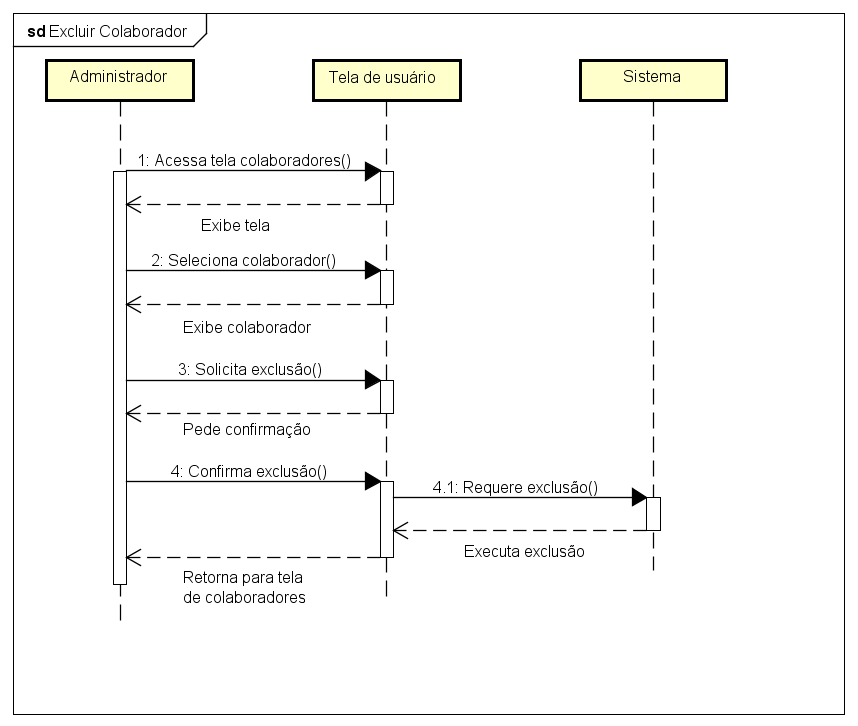 sd Excluir Colaborador
Administrador
Tela de usuário
Sistema
1: Acessa tela colaboradores()
Exibe tela
2: Seleciona colaborador()
Exibe colaborador
3: Solicita exclusão()
Pede confirmação
4: Confirma exclusão()
4.1: Requere exclusão()
Executa exclusão
Retorna para tela
de colaboradores